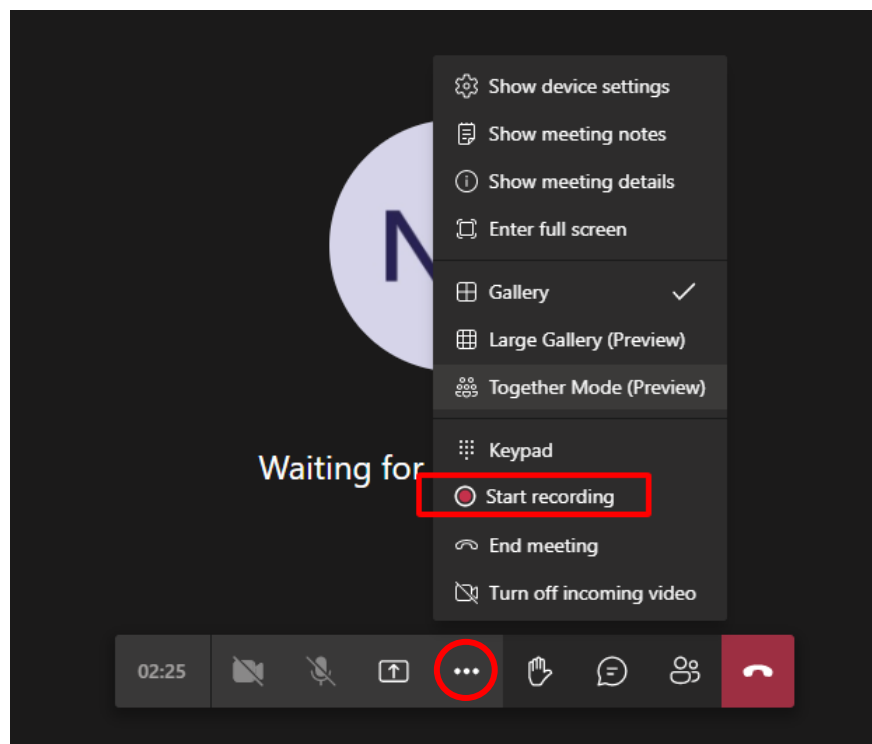 Show device settings
Show meeting notes
Show meeting details
Enter full screen
N
Gallery
Large Gallery (Preview)
Together Mode (Preview)
Keypad
Waiting for
Start recording
End meeting
Turn off incoming video
02:25